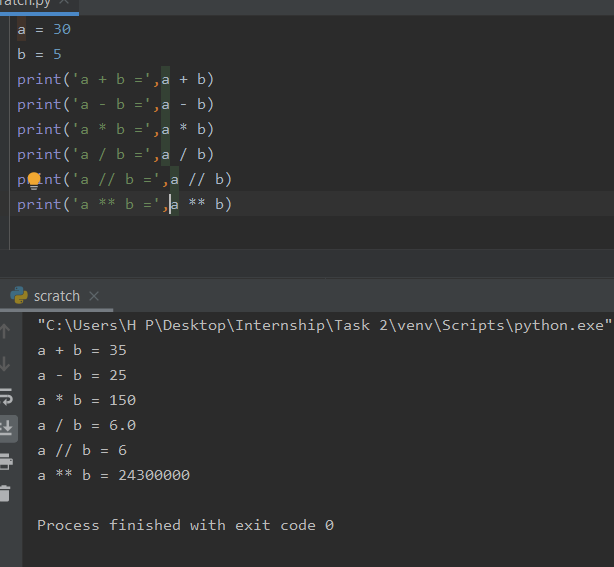 ratch.py
a = 30
b = 5
print('a + b =',a + b)
print('a - b =',a - b)
print('a * b =',a * b)
print('a / b =',a / b)
print('a // b =',a // b)
print('a ** b =',a ** b)
scratch
"C:\Users\H P\Desktop\Internship\Task 2\venv\Scripts\python.exe"
a + b = 35
a - b = 25
a * b = 150
a / b = 6.0
a // b = 6
a ** b = 24300000
Process finished with exit code 0